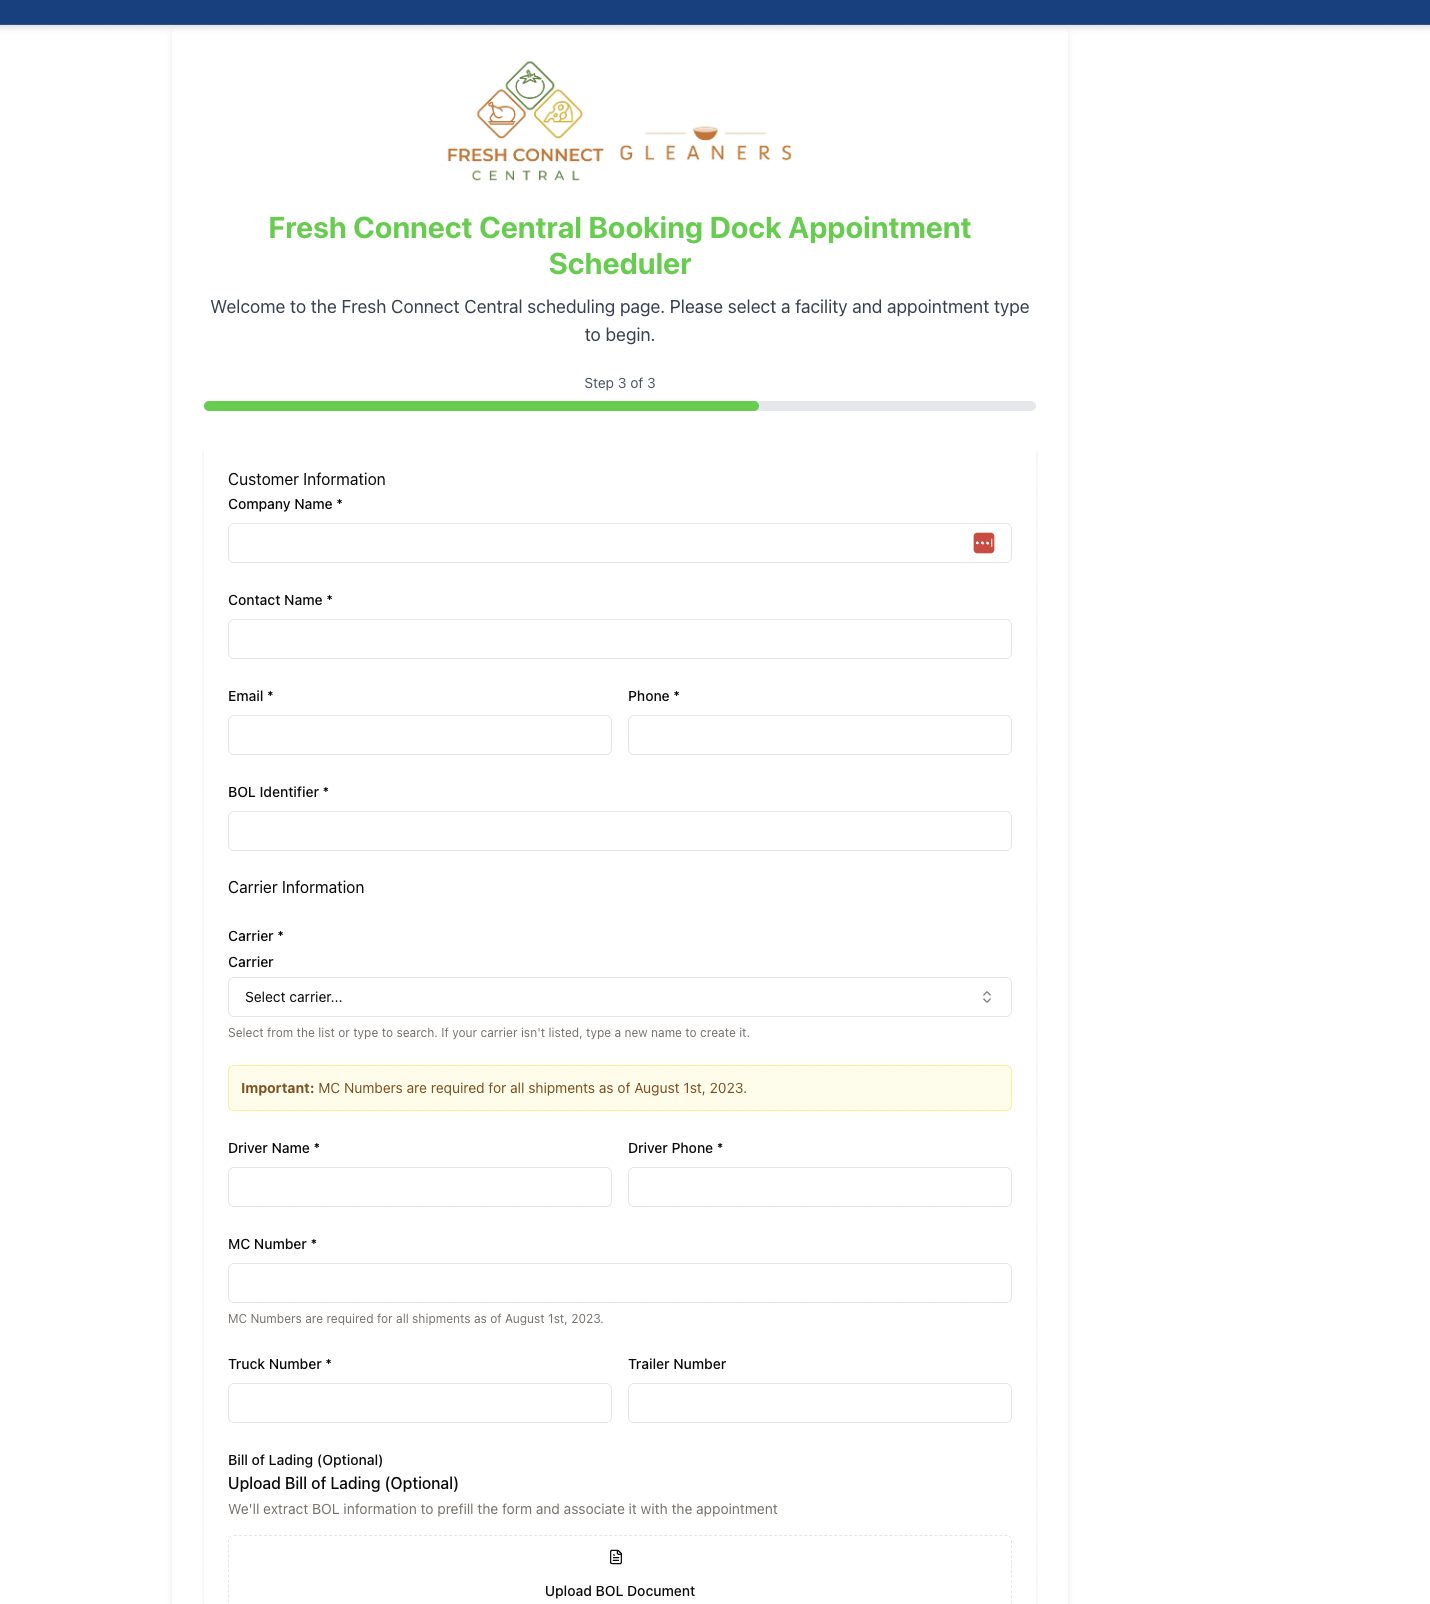 FRESH CONNECT
CENTRAL
GLEANERS
Fresh Connect Central Booking Dock Appointment
Scheduler
Welcome to the Fresh Connect Central scheduling page. Please select a facility and appointment type
to begin.
Step 3 of 3
Customer Information
Company Name *
Contact Name *
Email *
Phone *
BOL Identifier *
Carrier Information
Carrier *
Carrier
Select carrier...
Select from the list or type to search. If your carrier isn't listed, type a new name to create it.
Important: MC Numbers are required for all shipments as of August 1st, 2023.
Driver Name *
Driver Phone *
MC Number *
MC Numbers are required for all shipments as of August 1st, 2023.
Truck Number *
Trailer Number
Bill of Lading (Optional)
Upload Bill of Lading (Optional)
We'll extract BOL information to prefill the form and associate it with the appointment
Upload BOL Document